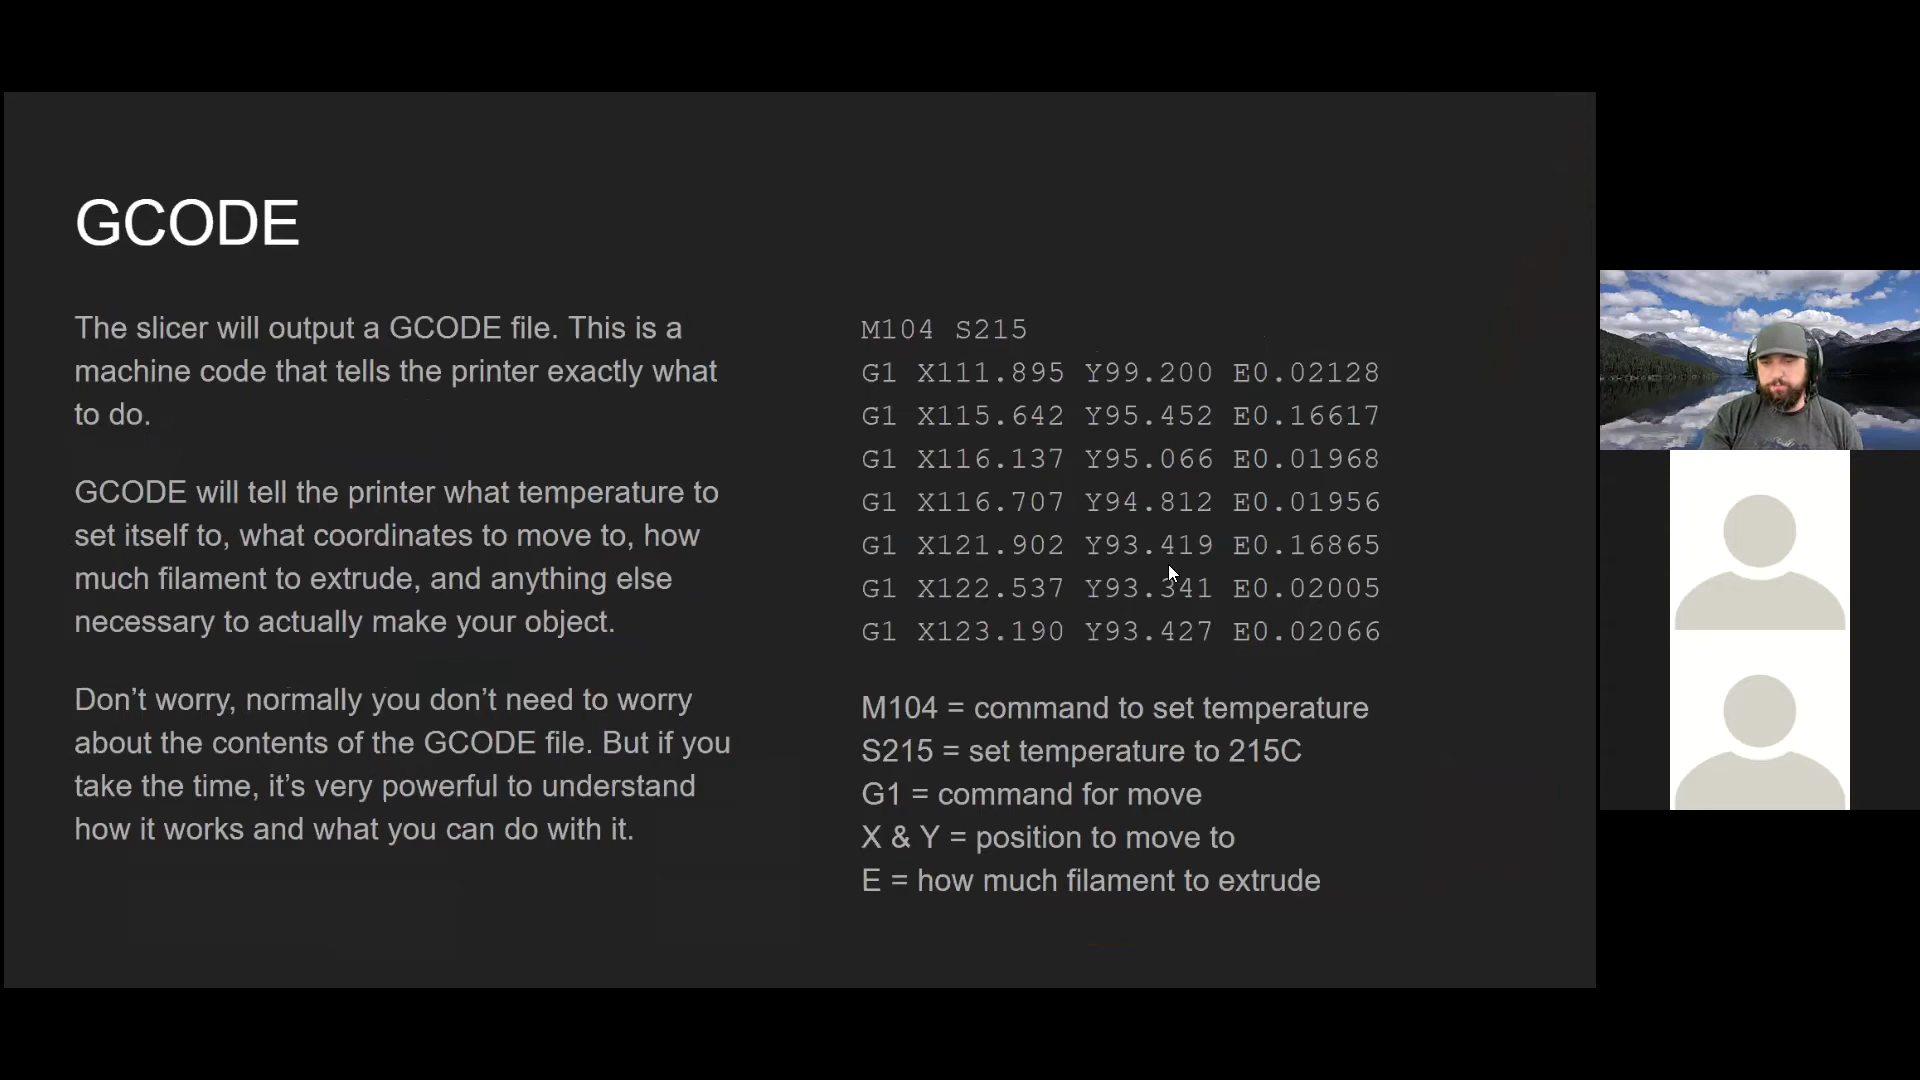 GCODE
The slicer will output a GCODE file. This is a
machine code that tells the printer exactly what
to do.
GCODE will tell the printer what temperature to
set itself to, what coordinates to move to, how
much filament to extrude, and anything else
necessary to actually make your object.
Don’t worry, normally you don’t need to worry
about the contents of the GCODE file. But if you
take the time, it’s very powerful to understand
how it works and what you can do with it.
M104 S215
G1 X111.895 Y99.200 E0.02128
G1 X115.642 Y95.452 E0.16617
G1 X116.137 Y95.066 E0.01968
G1 X116.707 Y94.812 E0.01956
G1 X121.902 Y93.419 E0.16865
G1 X122.537 Y93.341 E0.02005
G1 X123.190 Y93.427 E0.02066
M104 = command to set temperature
S215 = set temperature to 215C
G1 = command for move
X & Y = position to move to
E = how much filament to extrude